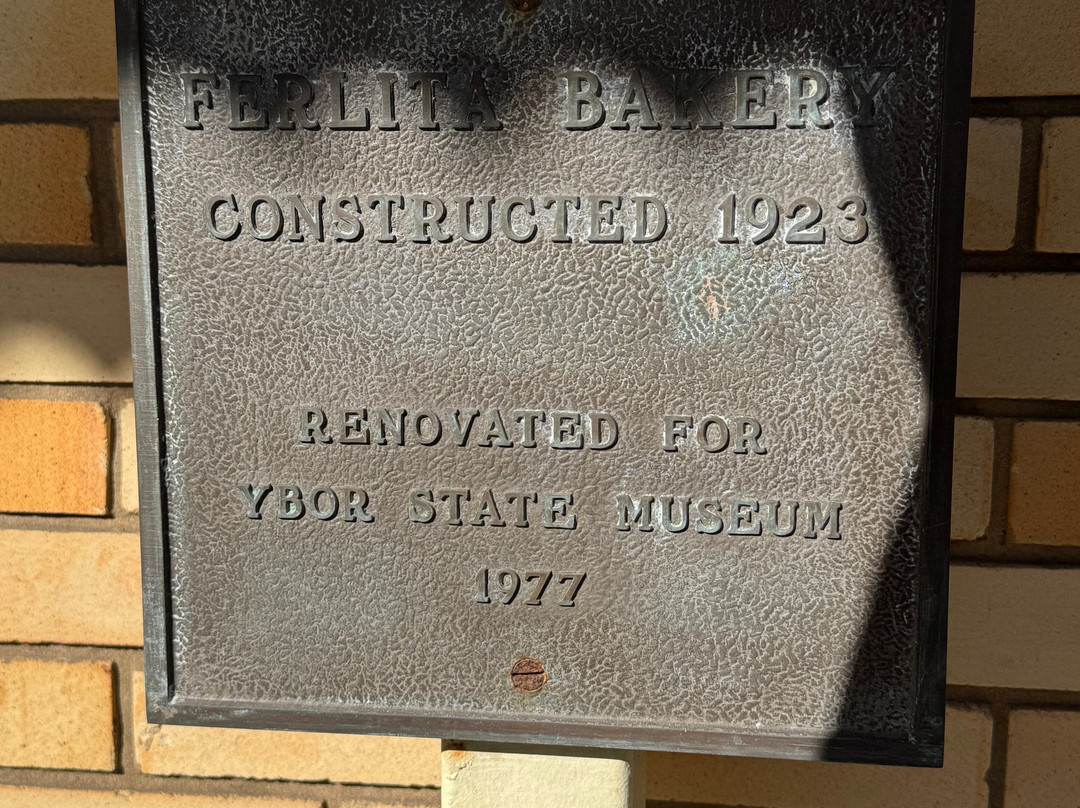 FERLITA BAKERY
CONSTRUCTED 1923
RENOVATED FOR
YBOR STATE MUSEUM
1977